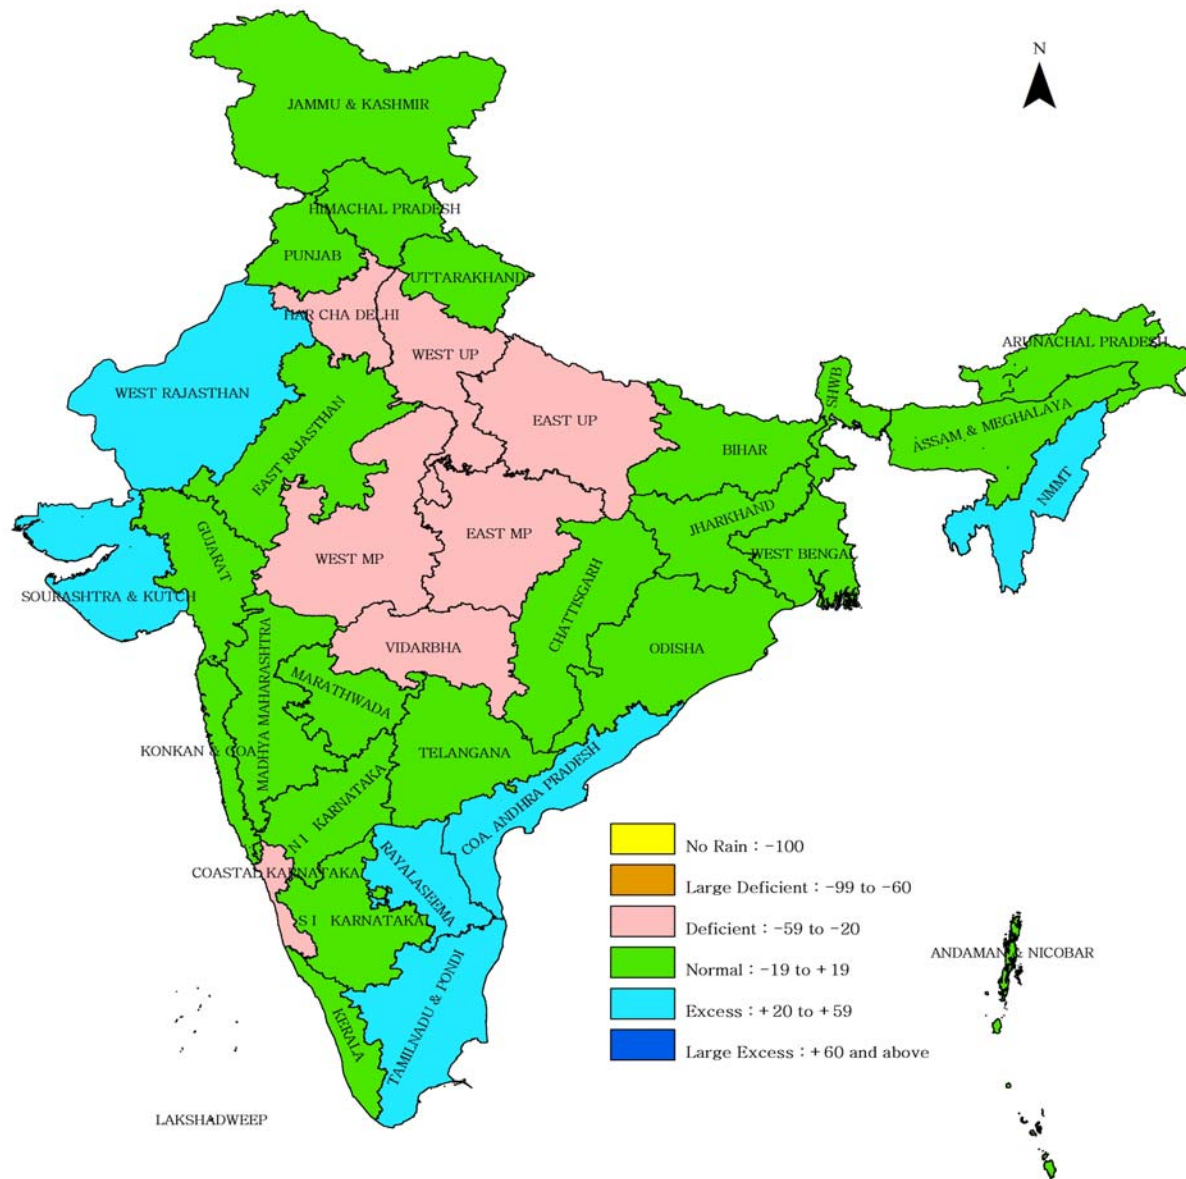 N
JAMMU & KASHMIR
HIMACHAL PRADESH
PUNJAB
UTTARAKHAND
HAR CHA DELHI
WEST UP
ARUNACHAL PRADESH
WEST RAJASTHAN
EAST RAJASTHAN
EAST UP
SHWB
ASSAM & MEGHALAYA
BIHAR
NMMT
JHARKHAND
GUJARAT
WEST MP
EAST MP
WEST BENGAL
SOURASHTRA & KUTCH
CHATTISGARH
VIDARBHA
ODISHA
MADHYA MAHARASHTRA
MARATHWADA
KONKAN & GOA
TELANGANA
COA. ANDHRA PRADESH
N I KARNATAKA
RAYALASEEMA
COASTAL KARNATAKA
S I KARNATAKA
KERALA
TAMILNADU & PONDI
ANDAMAN & NICOBAR
LAKSHADWEEP
No Rain : -100
Large Deficient : -99 to -60
Deficient : -59 to -20
Normal : -19 to +19
Excess : +20 to +59
Large Excess : +60 and above